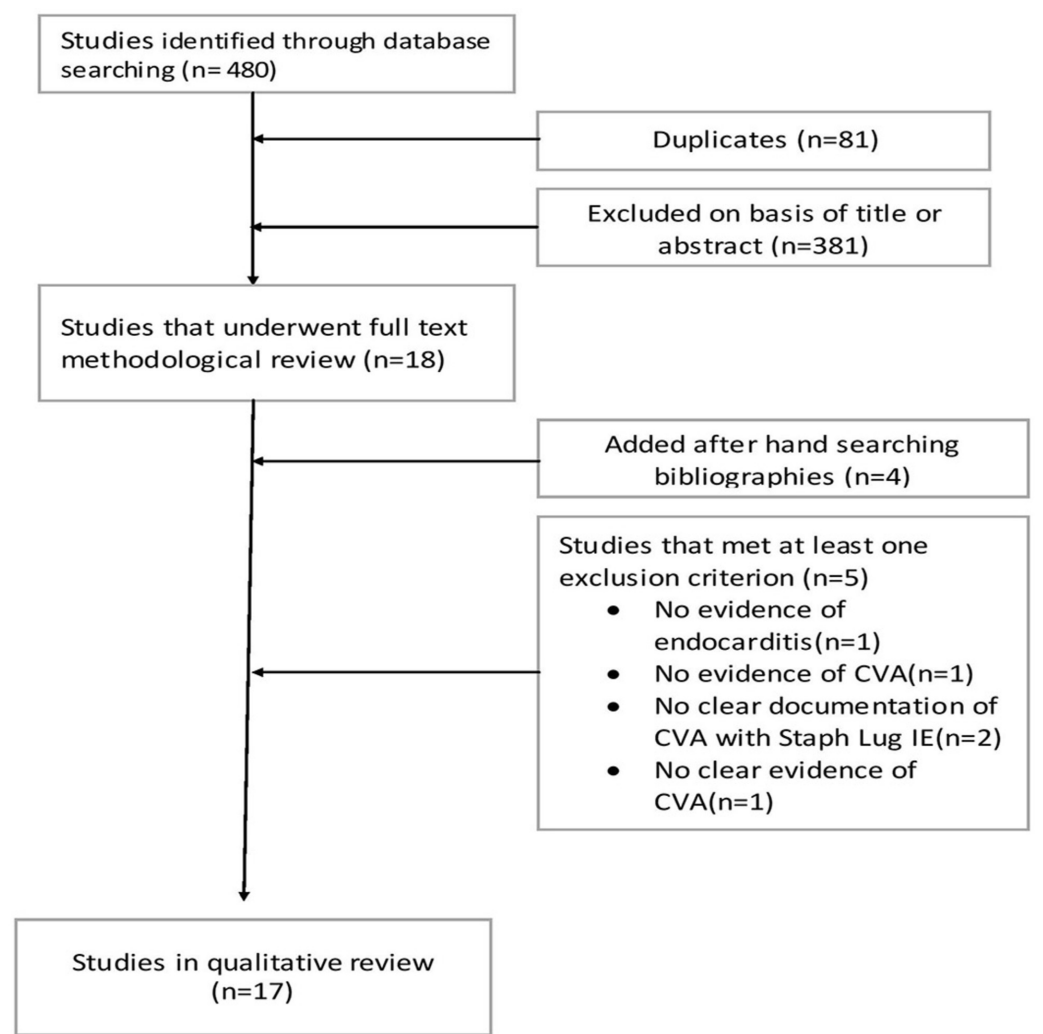 Studies identified through database
searching (n= 480)
Duplicates (n=81)
Excluded on basis of title or
abstract (n=381)
Studies that underwent full text
methodological review (n=18)
Added after hand searching
bibliographies (n=4)
Studies that met at least one
exclusion criterion (n=5)
• No evidence of
endocarditis(n=1)
• No evidence of CVA(n=1)
• No clear documentation of
CVA with Staph Lug IE(n=2)
• No clear evidence of
CVA(n=1)
Studies in qualitative review
(n=17)